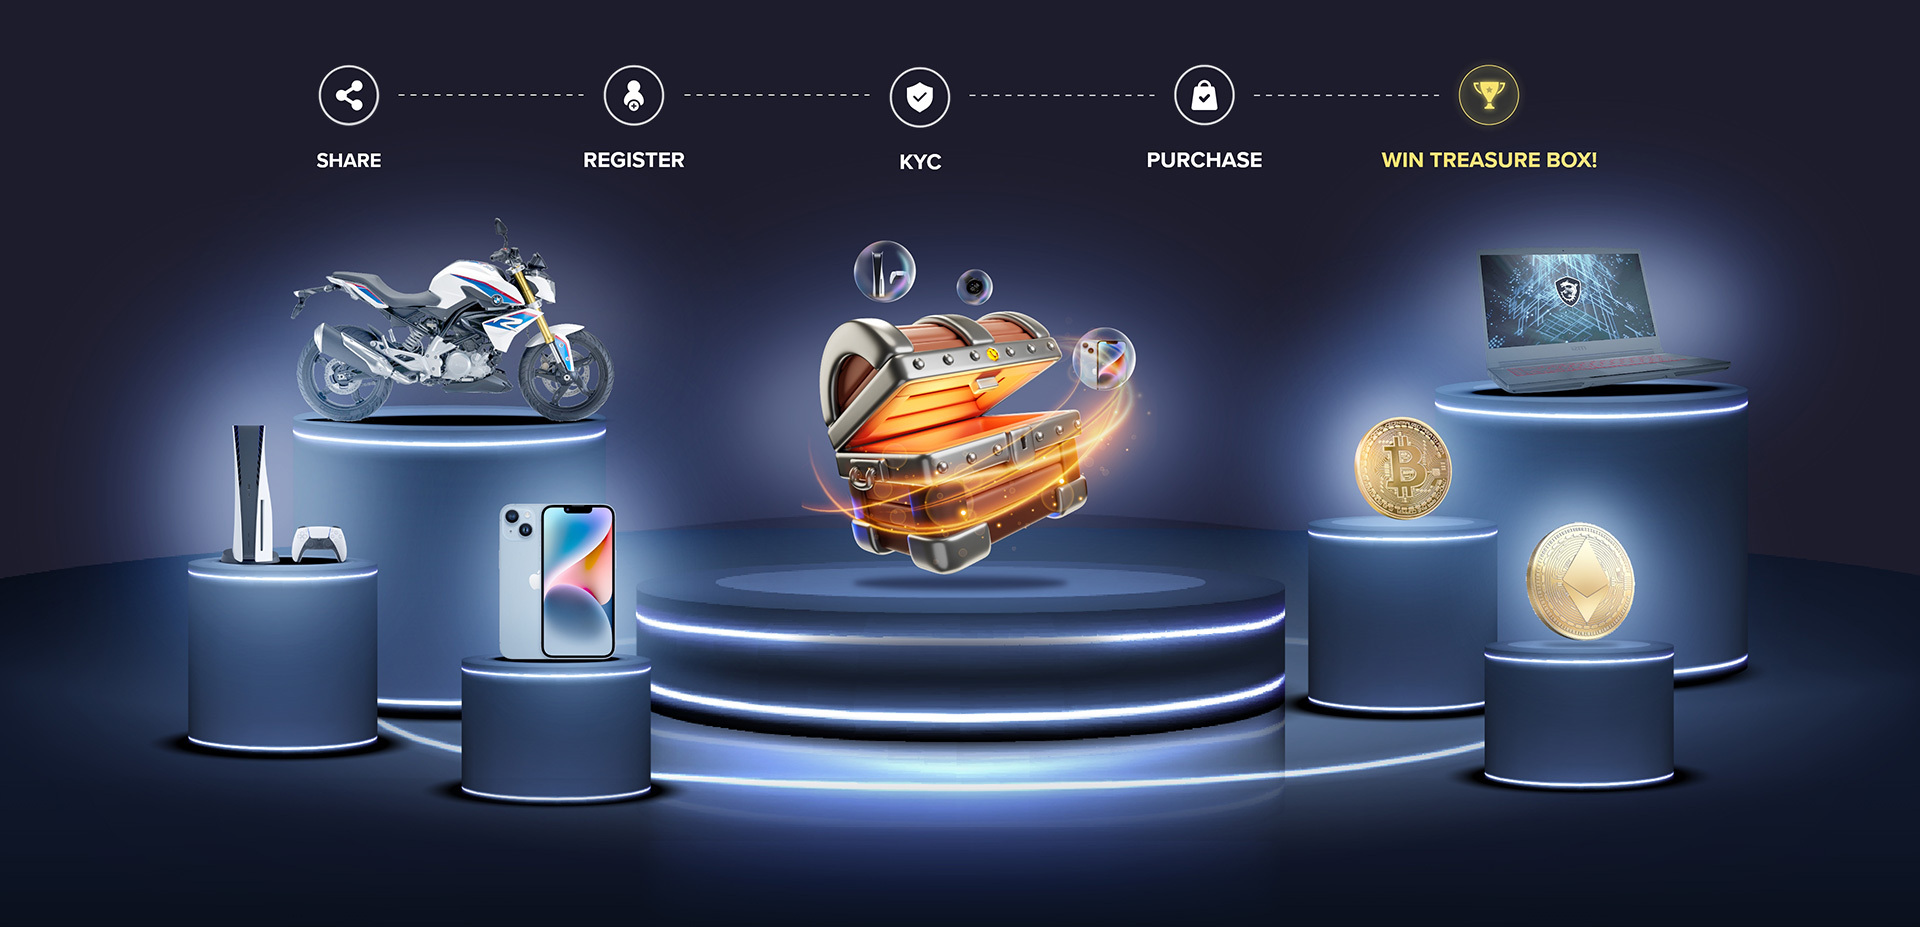 SHARE
REGISTER
KYC
PURCHASE
WIN TREASURE BOX!